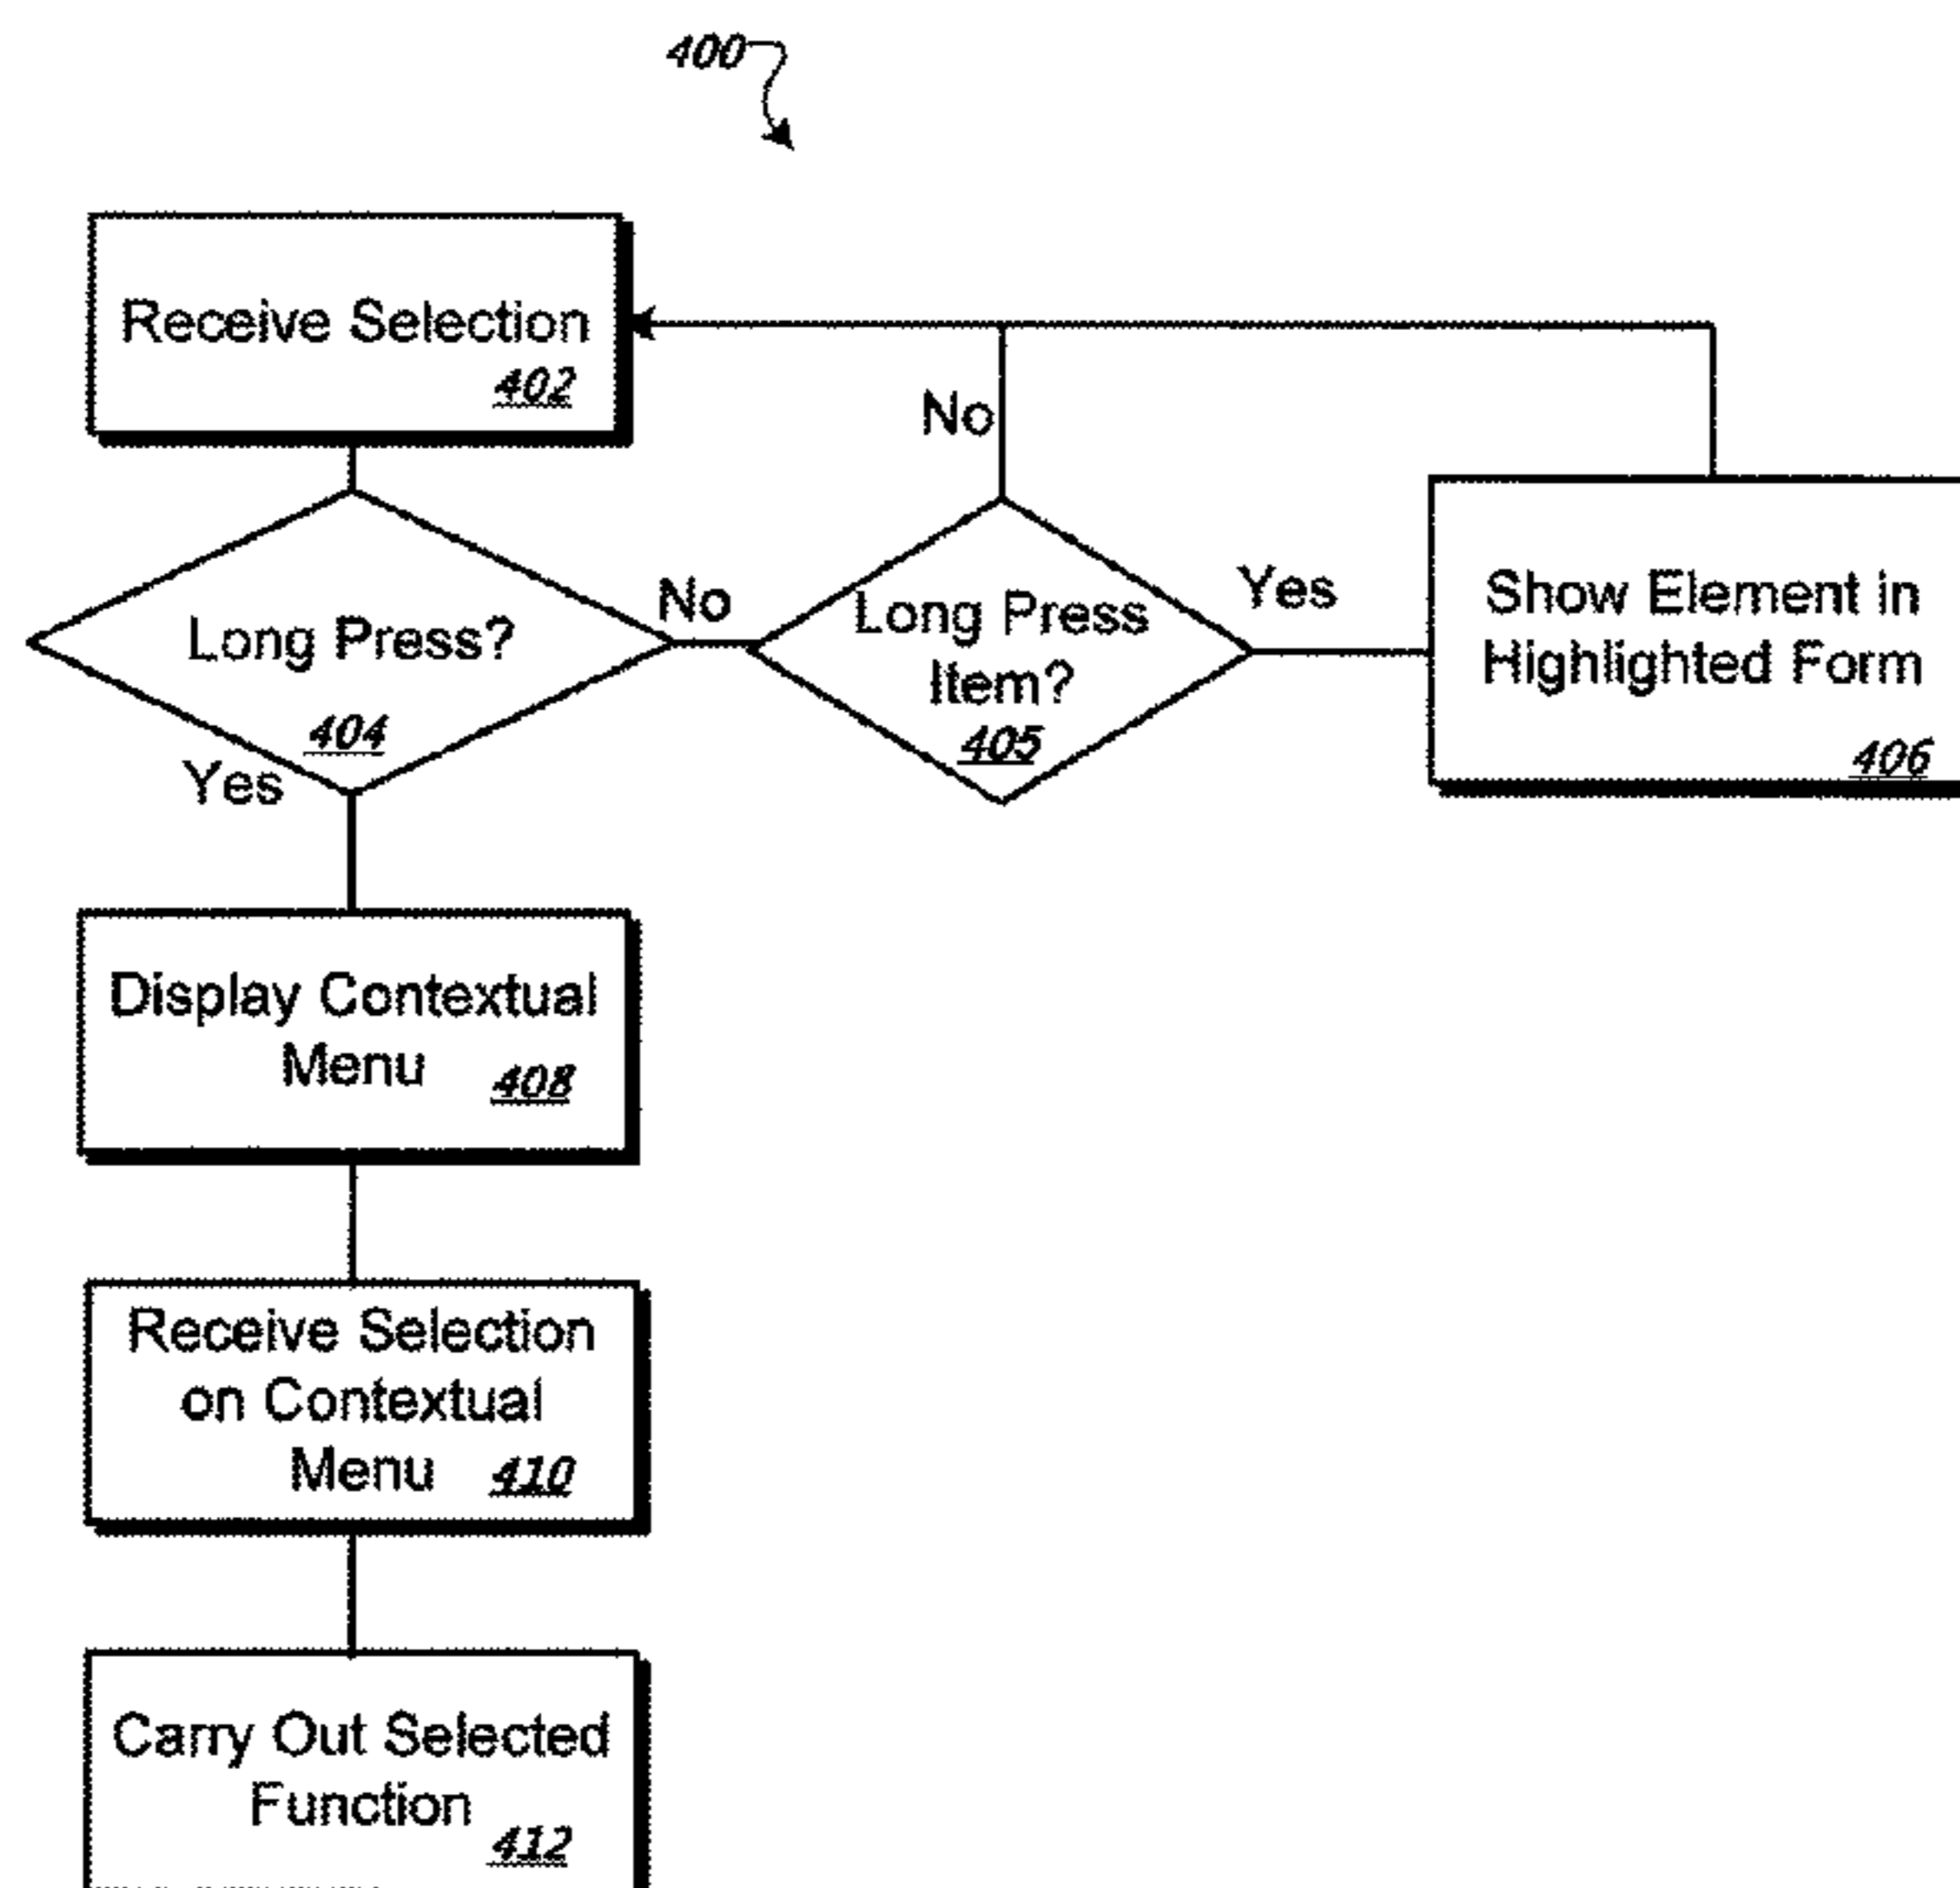 400
Receive Selection
402
No
Long Press?
404
No
Long Press
Item?
405
Yes
Show Element in
Highlighted Form
406
Yes
Display Contextual
Menu 408
Receive Selection
on Contextual
Menu 410
Carry Out Selected
Function
412